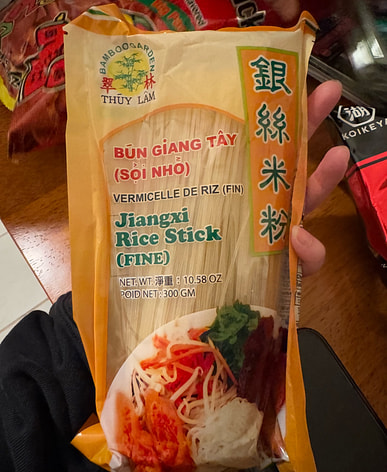 BAMBOO GARDEN
翠林
THÚY LÂM
銀絲米粉
BÚN GIANG TÂY
(SỢI NHỎ)
VERMICELLE DE RIZ (FIN)
Jiangxi
Rice Stick
(FINE)
NET. WT. 淨重：10.58 OZ
POID NET : 300 GM
湖
KOIKEYA